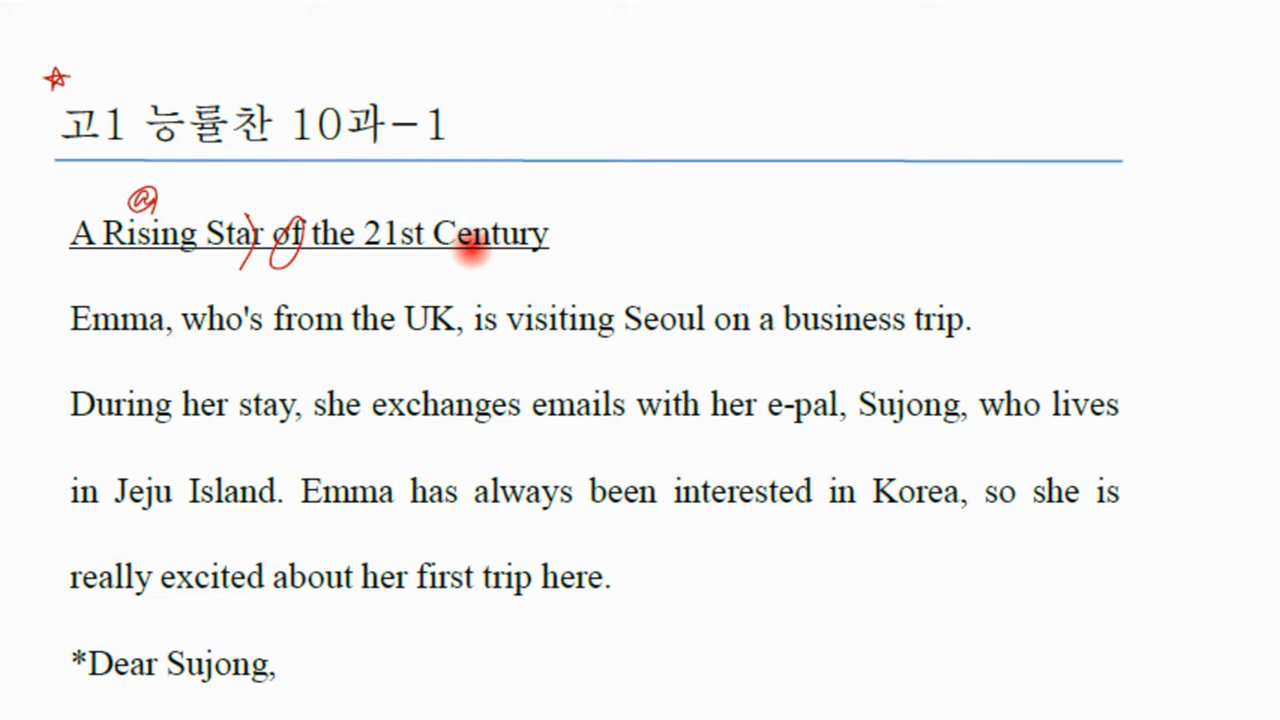 고1 능률찬 10과-1
A Rising Star of the 21st Century
Emma, who's from the UK, is visiting Seoul on a business trip.
During her stay, she exchanges emails with her e-pal, Sujong, who lives
in Jeju Island. Emma has always been interested in Korea, so she is
really excited about her first trip here.
*Dear Sujong,